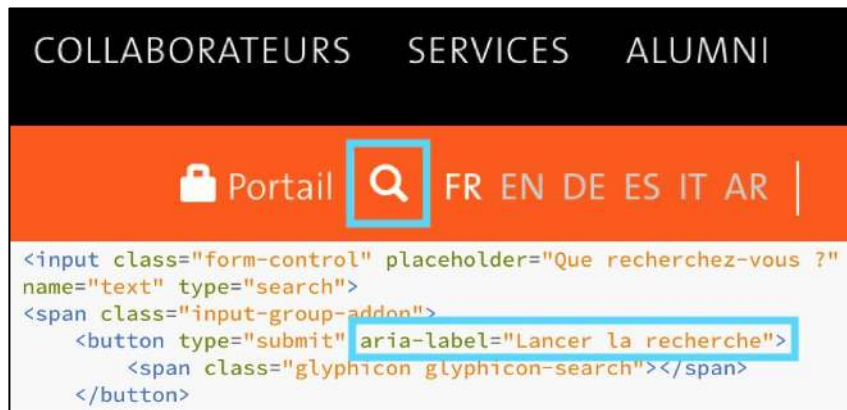 COLLABORATEURS SERVICES ALUMNI
Portail FR EN DE ES IT AR
<input class="form-control" placeholder="Que recherchez-vous ?"
name="text" type="search">
<span class="input-group-addon">
<button type="submit" aria-label="Lancer la recherche">
<span class="glyphicon glyphicon-search"></span>
</button>